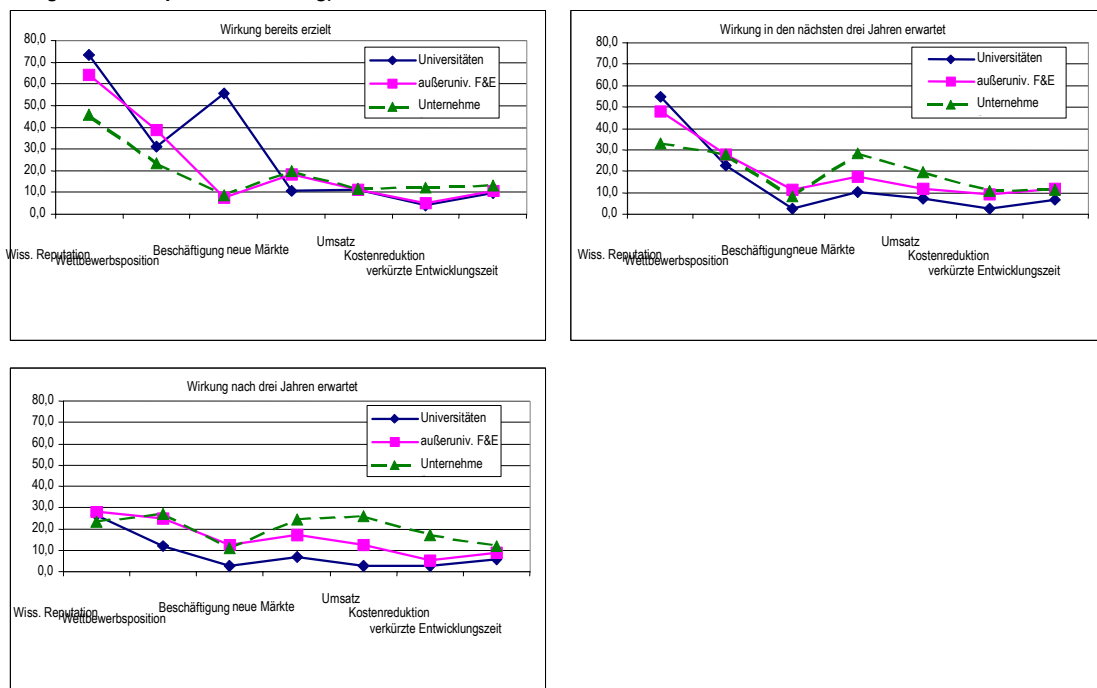 Wirkung bereits erzielt
80,0
70,0
60,0
50,0
40,0
30,0
20,0
10,0
0,0
Universitäten
außeruniv. F&E
Unternehme
Wiss. Reputation
Wettbewerbsposition
Beschäftigung
neue Märkte
Umsatz
Kostenreduktion
verkürzte Entwicklungszeit
Wirkung in den nächsten drei Jahren erwartet
80,0
70,0
60,0
50,0
40,0
30,0
20,0
10,0
0,0
Universitäten
außeruniv. F&E
Unternehme
Wiss. Reputation
Wettbewerbsposition
Beschäftigung
neue Märkte
Umsatz
Kostenreduktion
verkürzte Entwicklungszeit
Wirkung nach drei Jahren erwartet
80,0
70,0
60,0
50,0
40,0
30,0
20,0
10,0
0,0
Universitäten
außeruniv. F&E
Unternehme
Wiss. Reputation
Wettbewerbsposition
Beschäftigung
neue Märkte
Umsatz
Kostenreduktion
verkürzte Entwicklungszeit